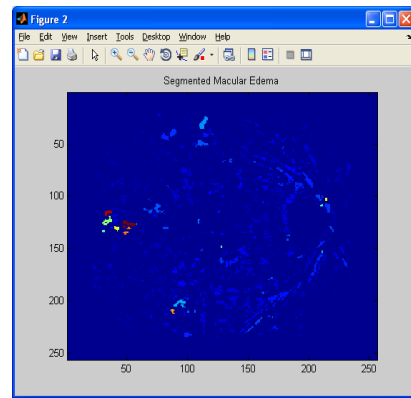 Figure 2
File Edit View Insert Tools Desktop Window Help
Segmented Macular Edema
50
100
150
200
250
50 100 150 200 250